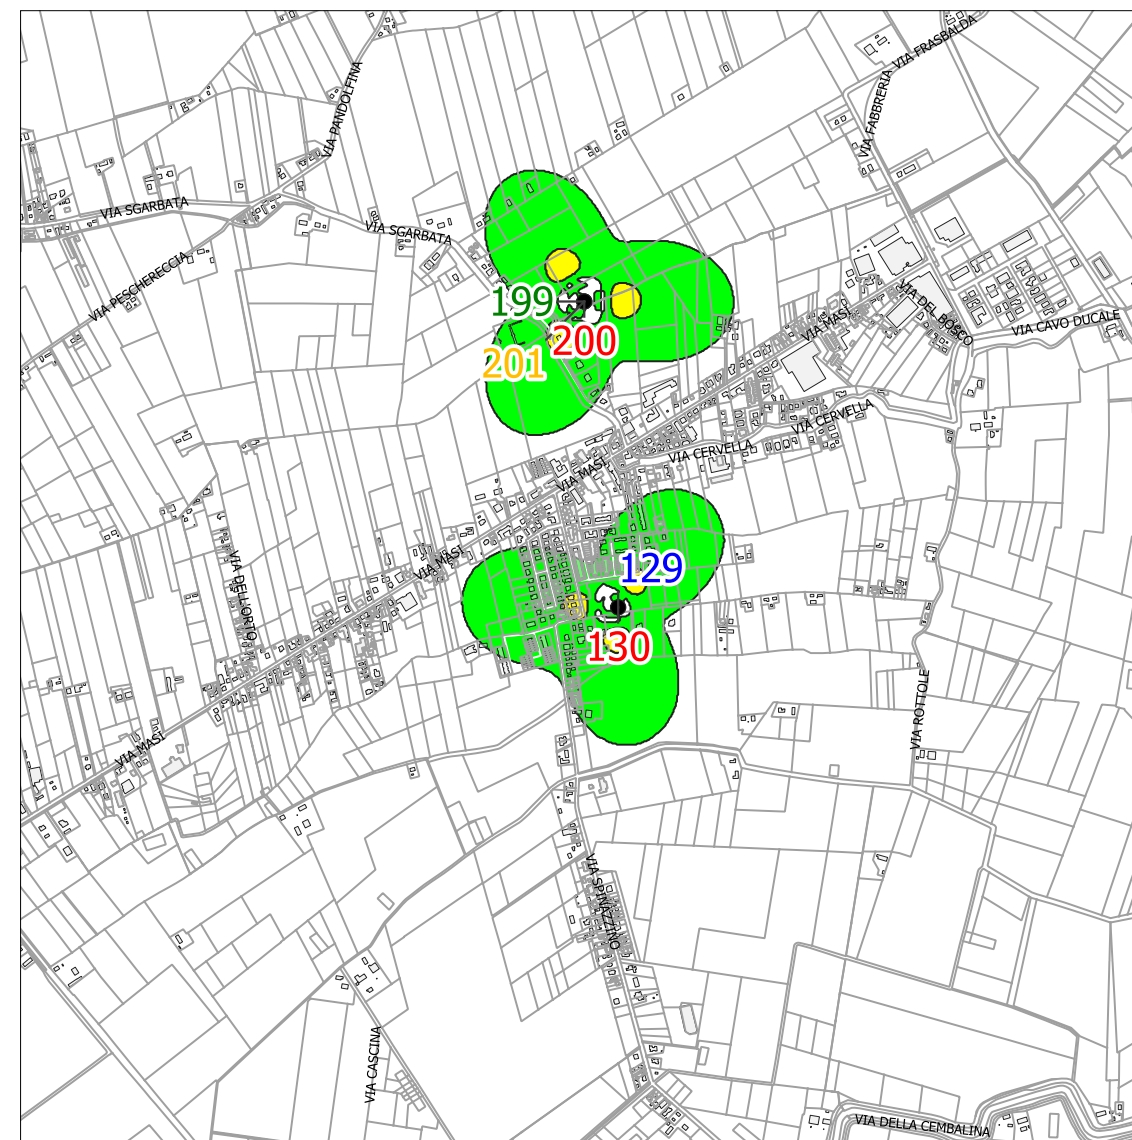 VIA FRASBALDA
VIA PANDOLFINA
VIA FABBRERIA
VIA SGARBATA
VIA SGARBATA
VIA PESCHERECCIA
199
VIA DEL BOSCO
VIA MASI
VIA CAVO DUCALE
200
201
VIA CERVELLA
VIA CERVELLA
VIA MASI
VIA MASI
129
VIA DELL'ORTO
130
VIA ROTTOLE
VIA MASI
VIA SPINAZZINO
VIA CASCINA
VIA DELLA CEMBALINA